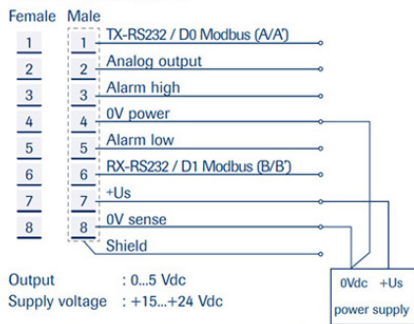 Female Male
1 1 TX-RS232 / D0 Modbus (A/A')
2 2 Analog output
3 3 Alarm high
4 4 0V power
5 5 Alarm low
6 6 RX-RS232 / D1 Modbus (B/B')
7 7 +Us
8 8 0V sense
Shield
Output : 0...5 Vdc
Supply voltage : +15...+24 Vdc
0Vdc +Us
power supply